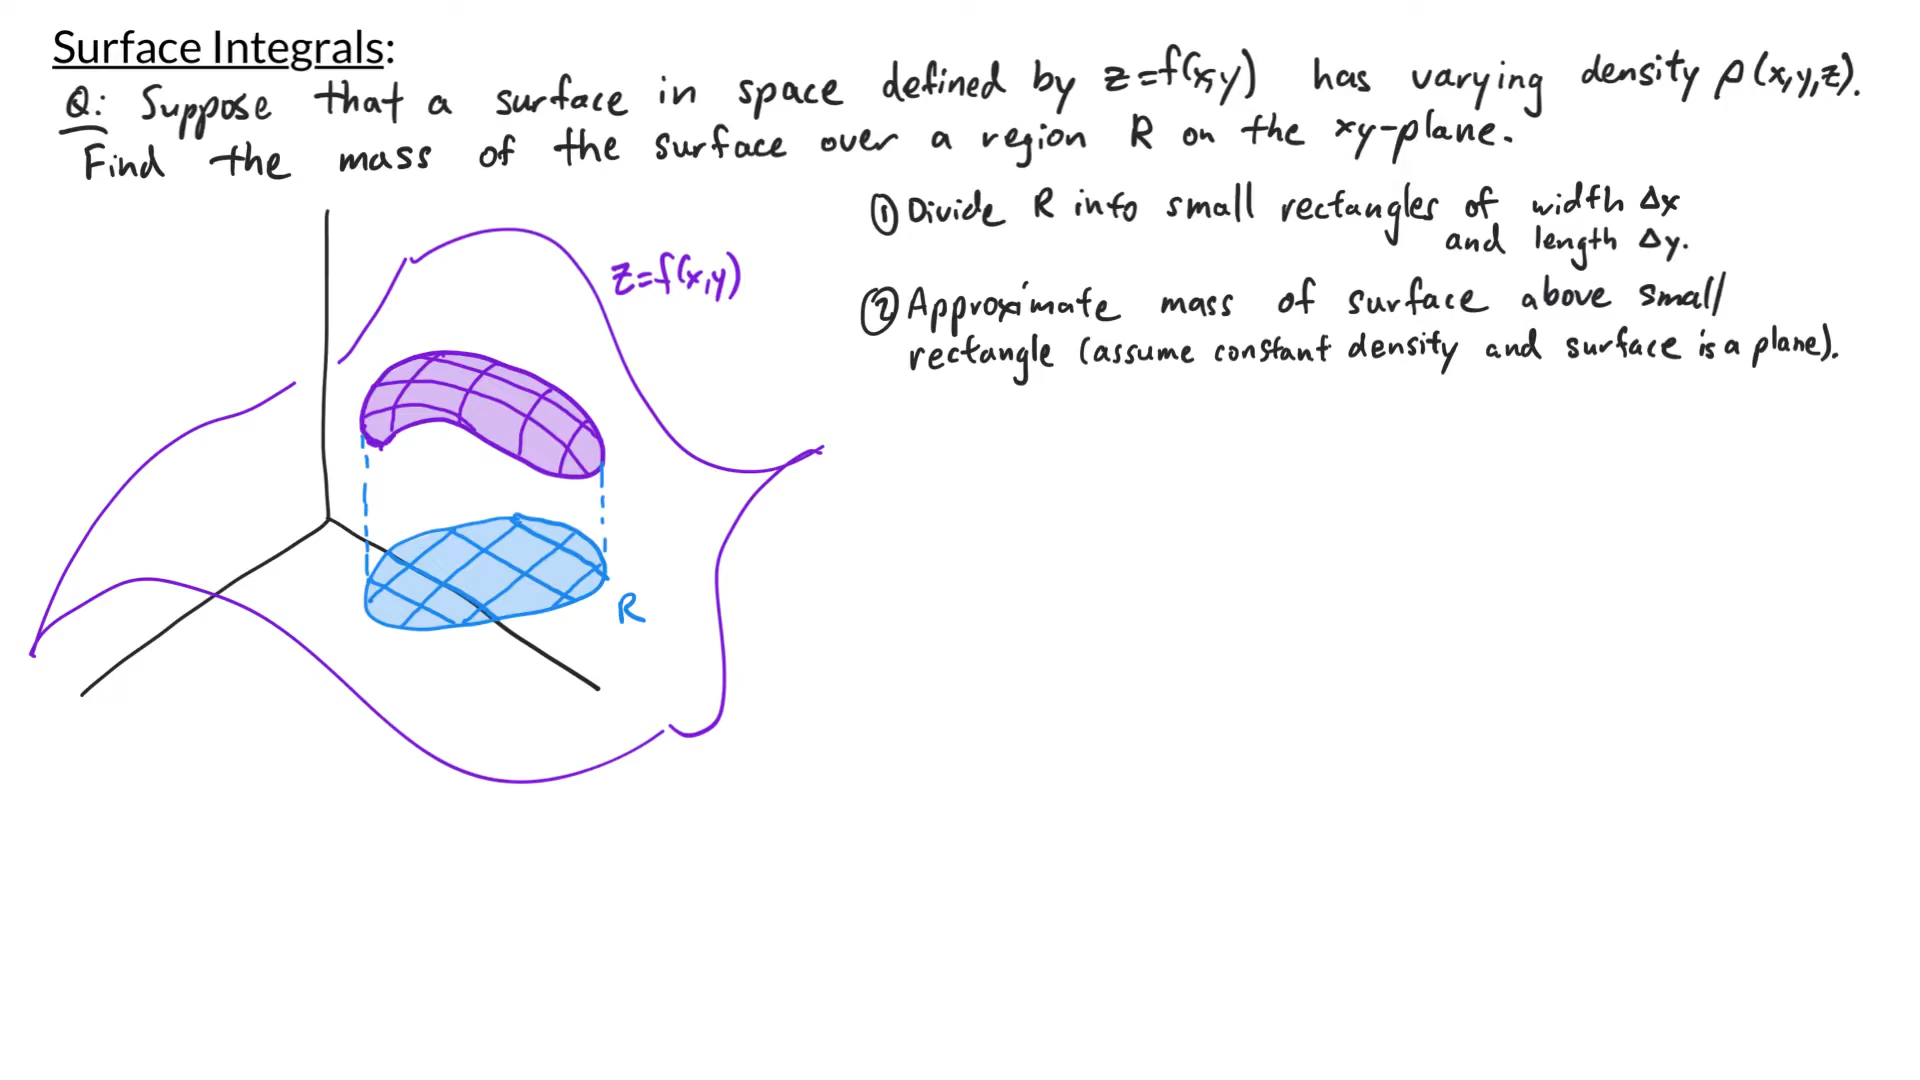 Surface Integrals:
Q: Suppose that a surface in space defined by z=f(x,y) has varying density ρ(x,y,z).
Find the mass of the surface over a region R on the xy-plane.
① Divide R into small rectangles of width Δx
and length Δy.
② Approximate mass of surface above small
rectangle (assume constant density and surface is a plane).
z=f(x,y)
R